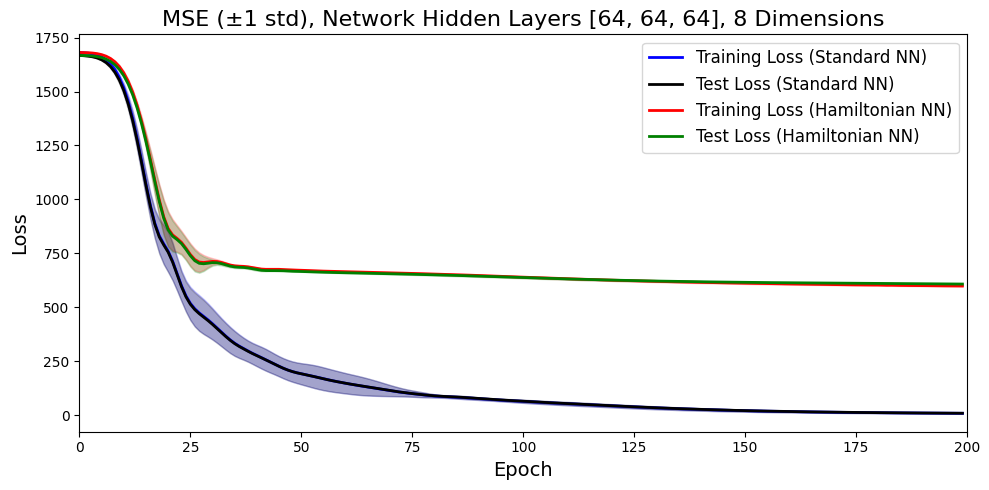 MSE (±1 std), Network Hidden Layers [64, 64, 64], 8 Dimensions
Training Loss (Standard NN)
Test Loss (Standard NN)
Training Loss (Hamiltonian NN)
Test Loss (Hamiltonian NN)
Loss
1750
1500
1250
1000
750
500
250
0
0 25 50 75 100 125 150 175 200
Epoch